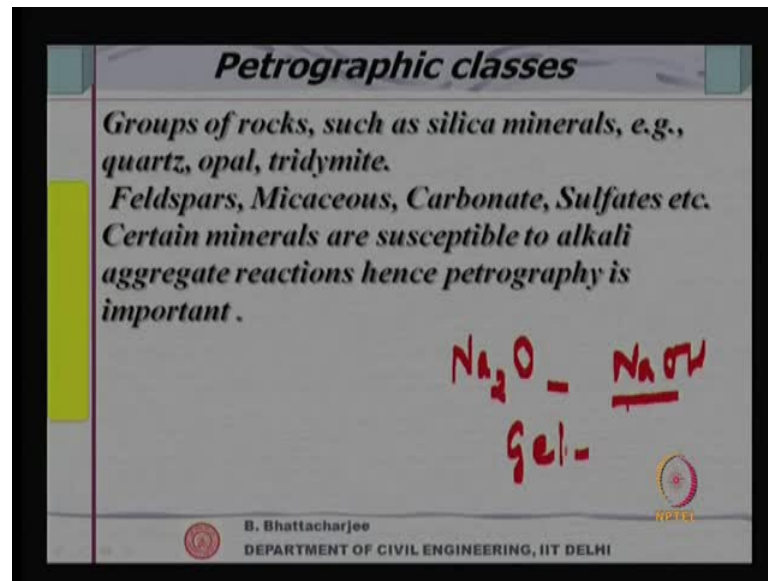 Petrographic classes
Groups of rocks, such as silica minerals, e.g.,
quartz, opal, tridymite.
Feldspars, Micaceous, Carbonate, Sulfates etc.
Certain minerals are susceptible to alkali
aggregate reactions hence petrography is
important .
Na2O - NaOH
Gel -
NPTEL
B. Bhattacharjee
DEPARTMENT OF CIVIL ENGINEERING, IIT DELHI